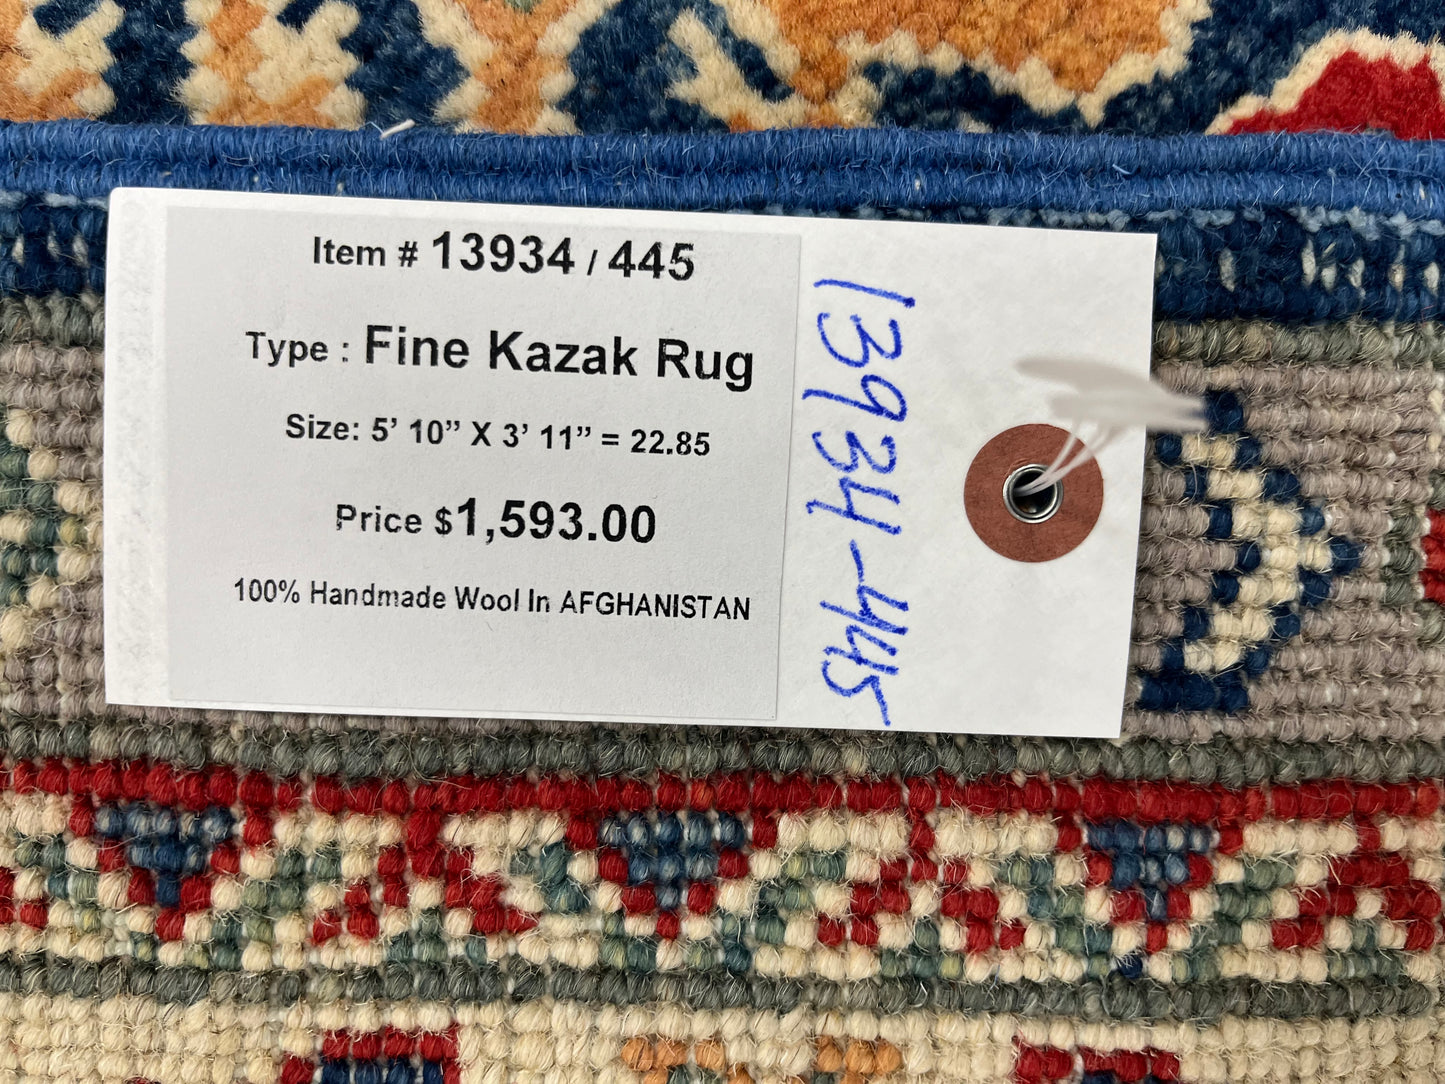 Item # 13934 / 445
Type : Fine Kazak Rug
Size: 5’ 10” X 3’ 11” = 22.85
Price $1,593.00
100% Handmade Wool In AFGHANISTAN
13934-445